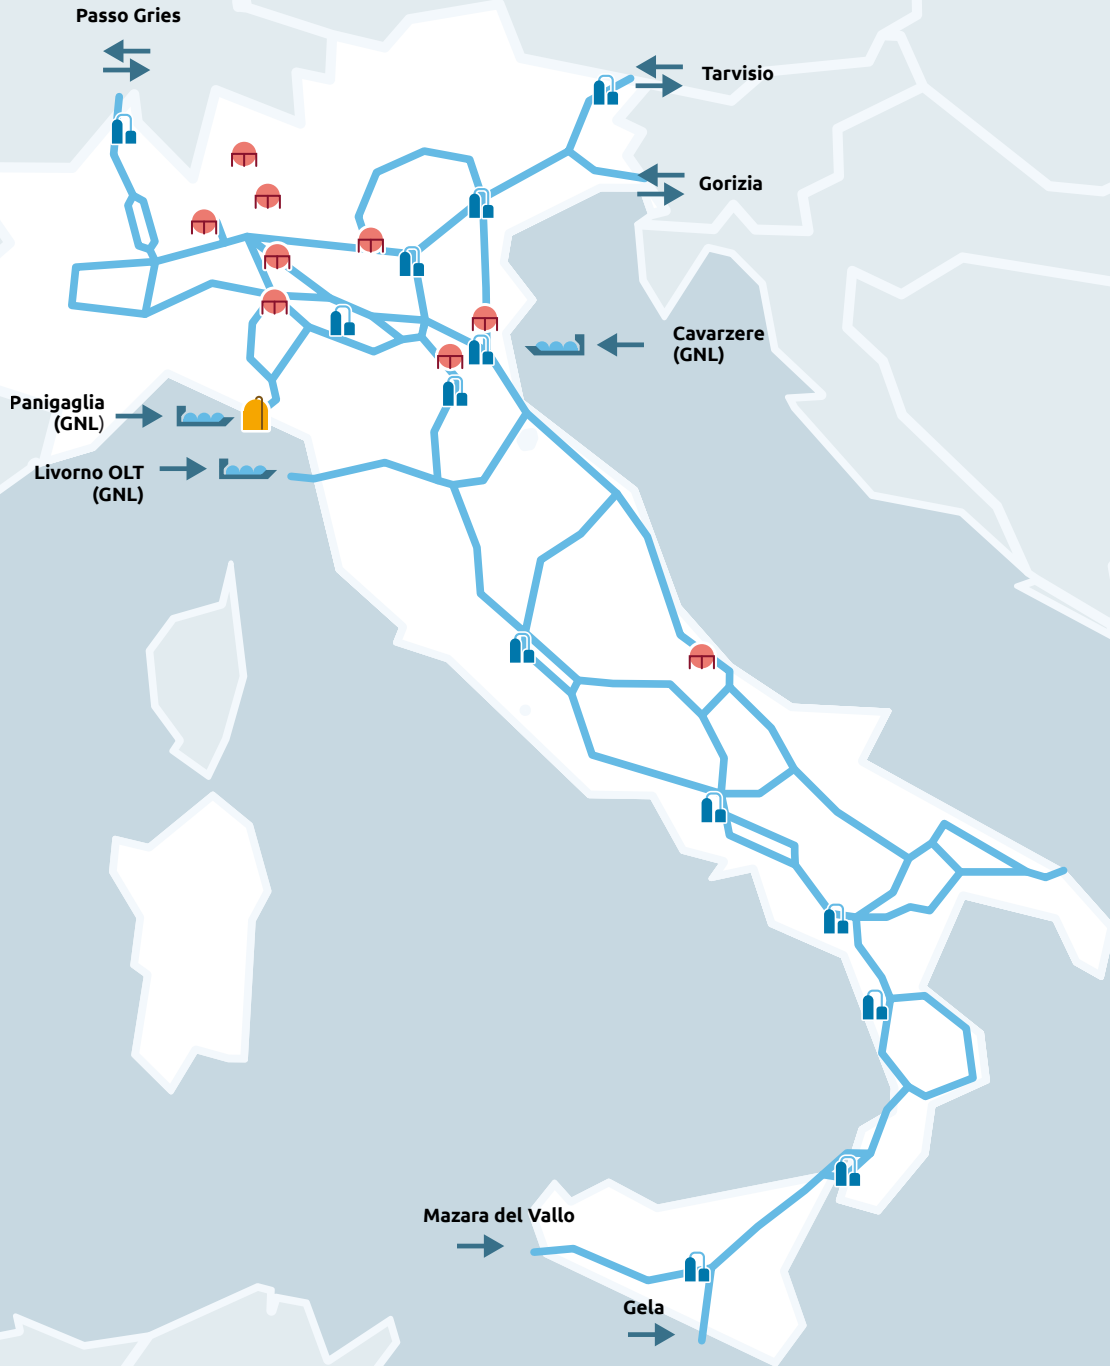 Passo Gries
Tarvisio
Gorizia
Cavarzere
(GNL)
Panigaglia
(GNL)
Livorno OLT
(GNL)
Mazara del Vallo
Gela